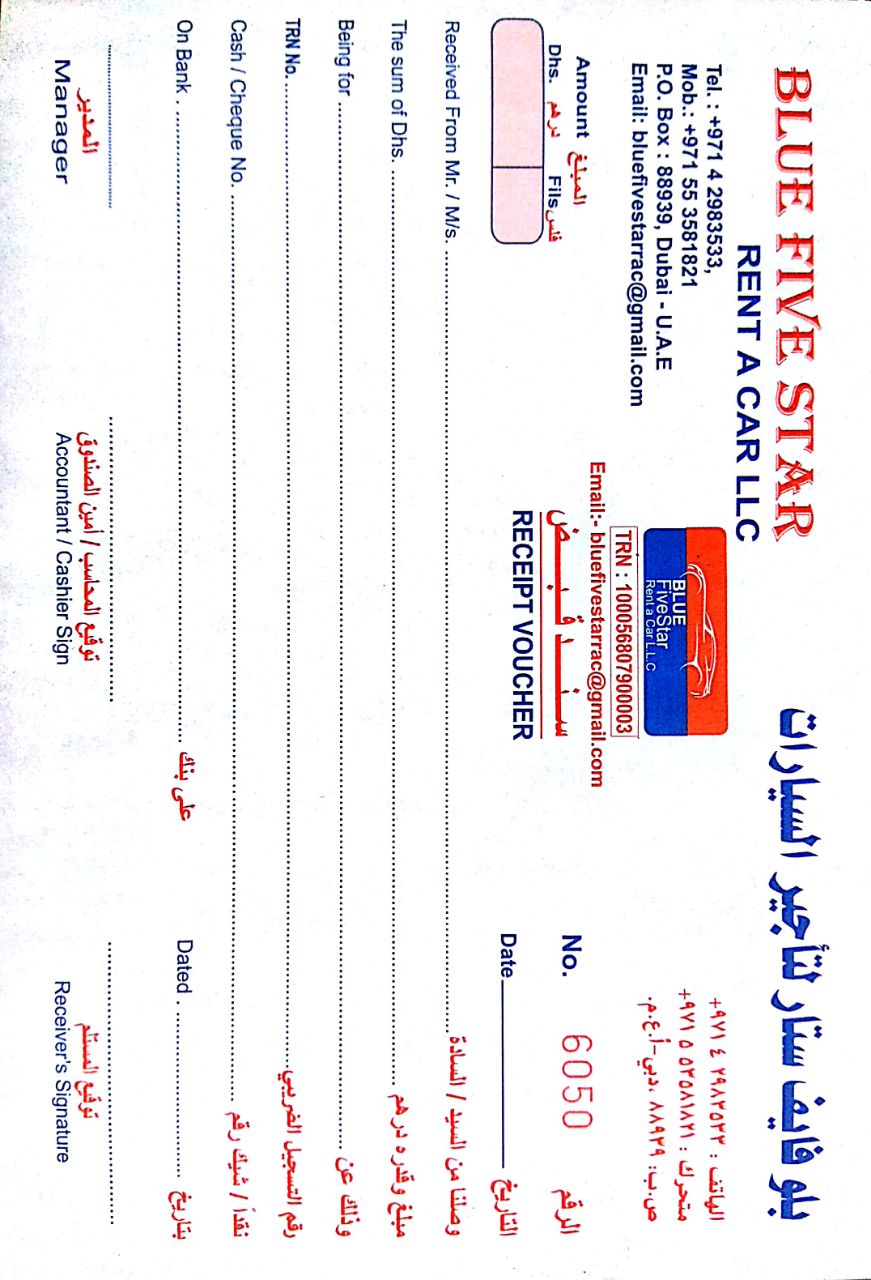 BLUE FIVE STAR
RENT A CAR LLC
بلو فايف ستار لتأجير السيارات
Tel. : +971 4 2983533,
Mob.: +971 55 3581821
P.O. Box : 88939, Dubai - U.A.E
Email: bluefivestarrac@gmail.com
BLUE
FiveStar
Rent a Car L.L.C
TRN : 100056807900003
Email:- bluefivestarrac@gmail.com
الهاتف : ٢٩٨٣٥٣٣ ٤ ٩٧١+
متحرك : ٥٣٥٨١٨٢١ ٥ ٩٧١+
ص.ب: ٨٨٩٣٩ ،دبي-أ.ع.م.
Amount المبلغ
Dhs. درهم Fils فلس
سند قبض
RECEIPT VOUCHER
No. 6050 الرقم
Date التاريخ
Received From Mr. / M/s. وصلنا من السيد / السادة
The sum of Dhs. مبلغ وقدره درهم
Being for وذلك عن
TRN No. رقم التسجيل الضريبي
Cash / Cheque No. نقداً / شيك رقم
On Bank . على بنك Dated . بتاريخ
المدير توقيع المحاسب / أمين الصندوق توقيع المستلم
Manager Accountant / Cashier Sign Receiver's Signature